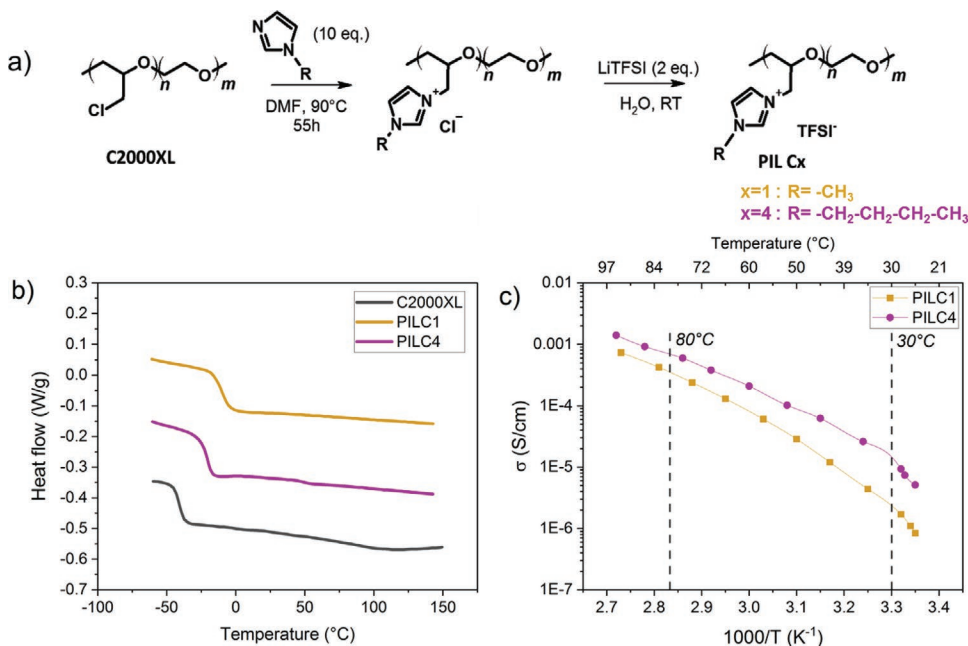 a)
(10 eq.)
N
N
R
DMF, 90°C
55h
Cl
O
n
O
m
C2000XL
O
n
O
m
N
+
N
R
Cl⁻
LiTFSI (2 eq.)
H₂O, RT
O
n
O
m
N
+
N
R
TFSI⁻
PIL Cx
x=1 : R= -CH₃
x=4 : R= -CH₂-CH₂-CH₂-CH₃
b)
C2000XL
PILC1
PILC4
Heat flow (W/g)
0.3
0.2
0.1
0.0
-0.1
-0.2
-0.3
-0.4
-0.5
-0.6
-0.7
-100 -50 0 50 100 150
Temperature (°C)
c)
Temperature (°C)
97 84 72 60 50 39 30 21
PILC1
PILC4
80°C
30°C
σ (S/cm)
0.01
0.001
1E-4
1E-5
1E-6
1E-7
2.7 2.8 2.9 3.0 3.1 3.2 3.3 3.4
1000/T (K⁻¹)